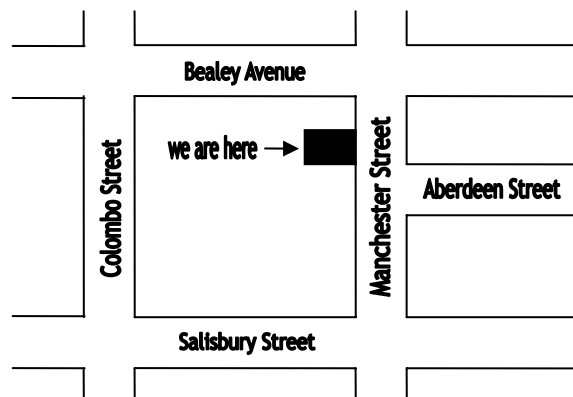 Bealey Avenue
we are here
Colombo Street
Manchester Street
Aberdeen Street
Salisbury Street